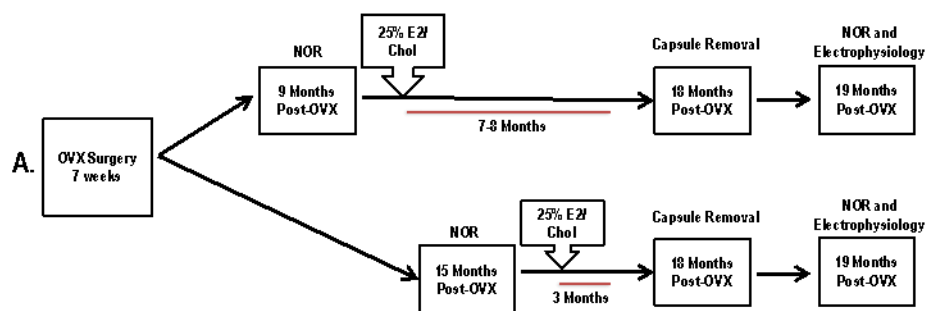 25% E2/
Chol
NOR
Capsule Removal
NOR and
Electrophysiology
9 Months
Post-OVX
18 Months
Post-OVX
19 Months
Post-OVX
7-8 Months
A.
OVX Surgery
7 weeks
25% E2/
Chol
NOR
Capsule Removal
NOR and
Electrophysiology
15 Months
Post-OVX
18 Months
Post-OVX
19 Months
Post-OVX
3 Months